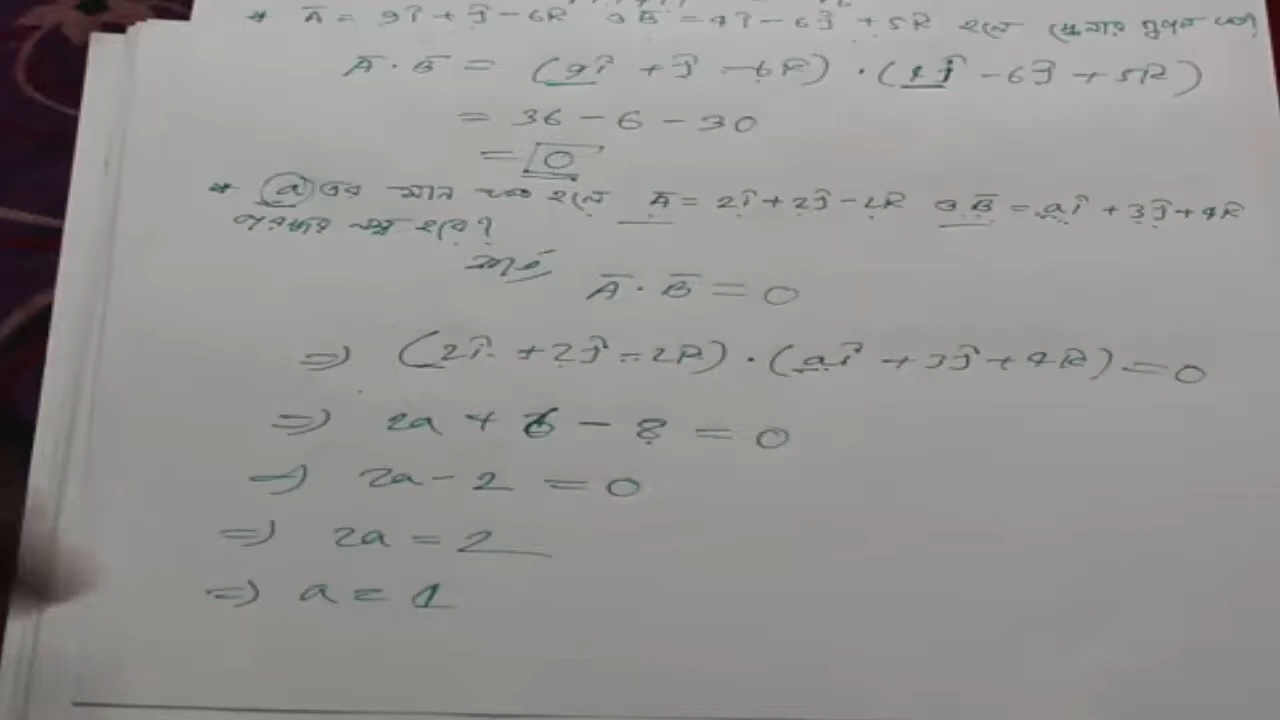 * A̅ = 9î + ĵ - 6k̂ ও B̅ = 4î - 6ĵ + 5k̂ হলে স্কেলার গুণন
A̅ . B̅ = (9î + ĵ - 6k̂) · (4ĵ - 6ĵ + 5k̂)
= 36 - 6 - 30
= 0
* a এর মান কত হলে A̅ = 2î + 2ĵ - 2k̂ ও B̅ = aî + 3ĵ + 4k̂
পরস্পর লম্ব হবে?
A̅ . B̅ = 0
⇒ (2î + 2ĵ - 2k̂) · (aî + 3ĵ + 4k̂) = 0
⇒ 2a + 6 - 8 = 0
⇒ 2a - 2 = 0
⇒ 2a = 2
⇒ a = 1